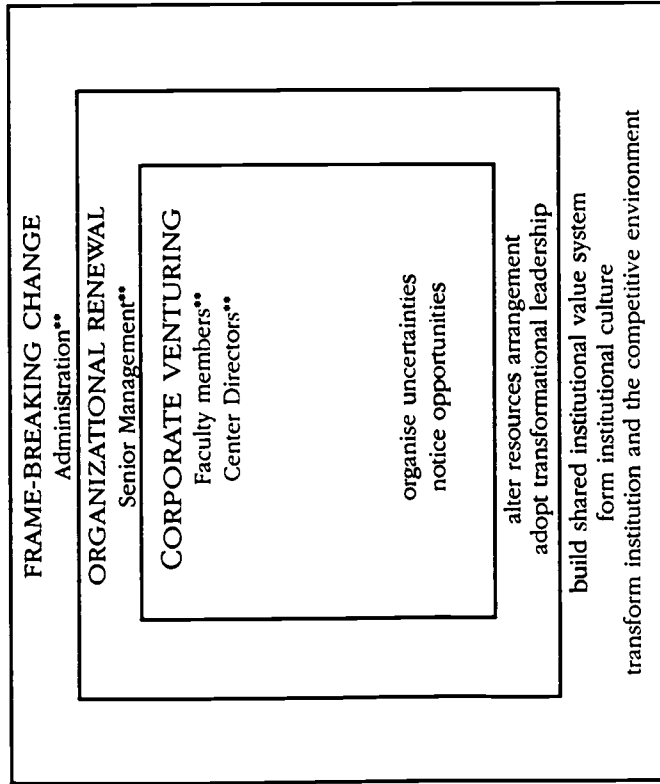 FRAME-BREAKING CHANGE
Administration**
ORGANIZATIONAL RENEWAL
Senior Management**
CORPORATE VENTURING
Faculty members**
Center Directors**
organise uncertainties
notice opportunities
alter resources arrangement
adopt transformational leadership
build shared institutional value system
form institutional culture
transform institution and the competitive environment